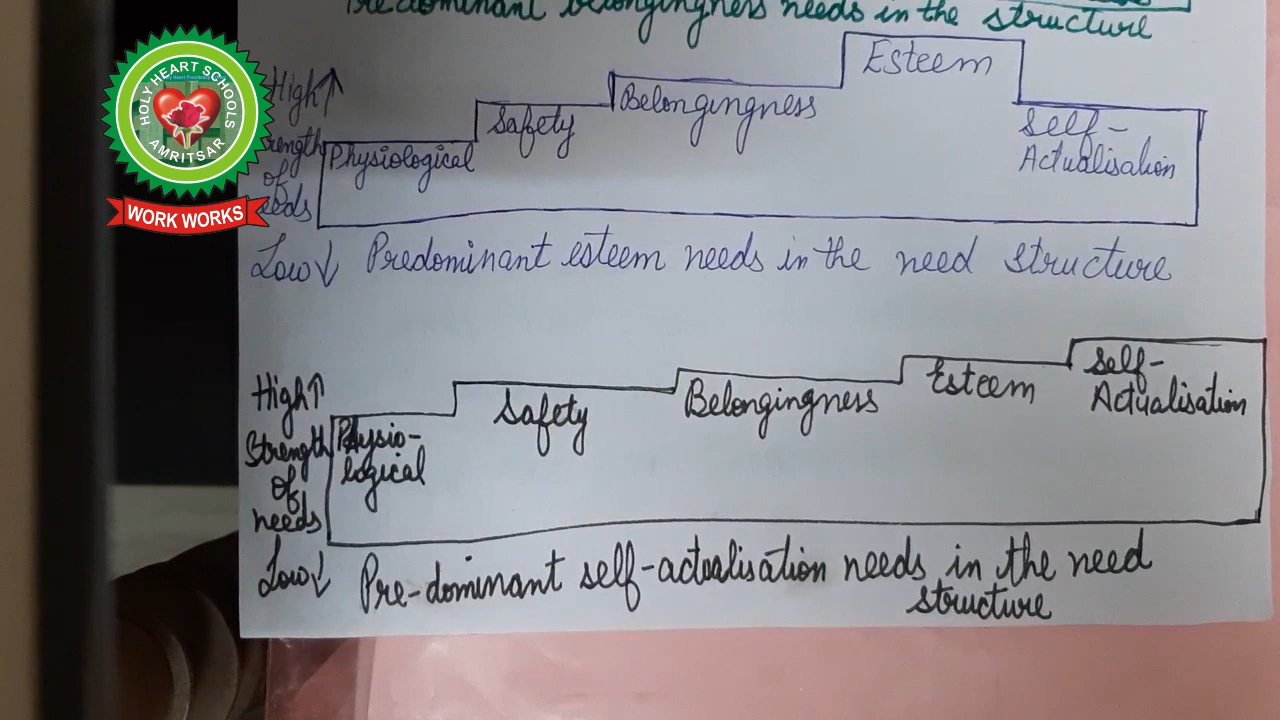 Predominant belongingness needs in the structure
HOLY HEART SCHOOLS
AMRITSAR
WORK WORKS
High↑
Strength
of
needs
Low↓
Physiological
Safety
Belongingness
Esteem
Self-
Actualisation
Predominant esteem needs in the need structure
High↑
Strength
of
needs
Low↓
Physio-
logical
Safety
Belongingness
Esteem
Self-
Actualisation
Pre-dominant self-actualisation needs in the need
structure